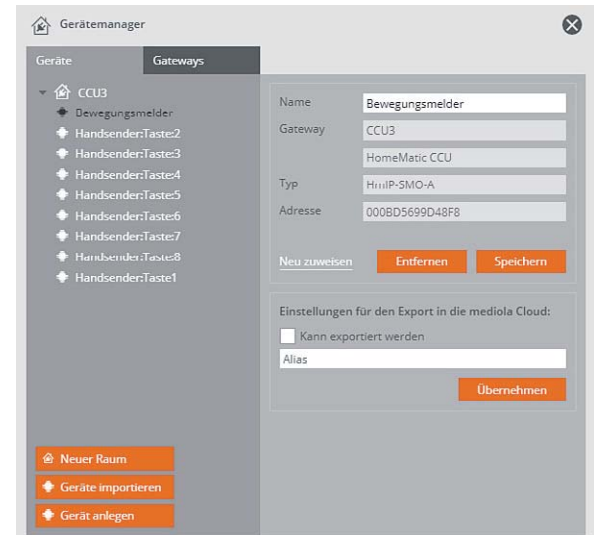 Gerätemanager
Geräte
Gateways
CCU3
Bewegungsmelder
Handsender:Taste:2
Handsender:Taste:3
Handsender:Taste:4
Handsender:Taste:5
Handsender:Taste:6
Handsender:Taste:7
Handsender:Taste:8
Handsender:Taste1
Neuer Raum
Geräte importieren
Gerät anlegen
Name
Bewegungsmelder
Gateway
CCU3
HomeMatic CCU
Typ
HmIP-SMO-A
Adresse
000BD5699D48F8
Neu zuweisen
Entfernen
Speichern
Einstellungen für den Export in die mediola Cloud:
Kann exportiert werden
Alias
Übernehmen